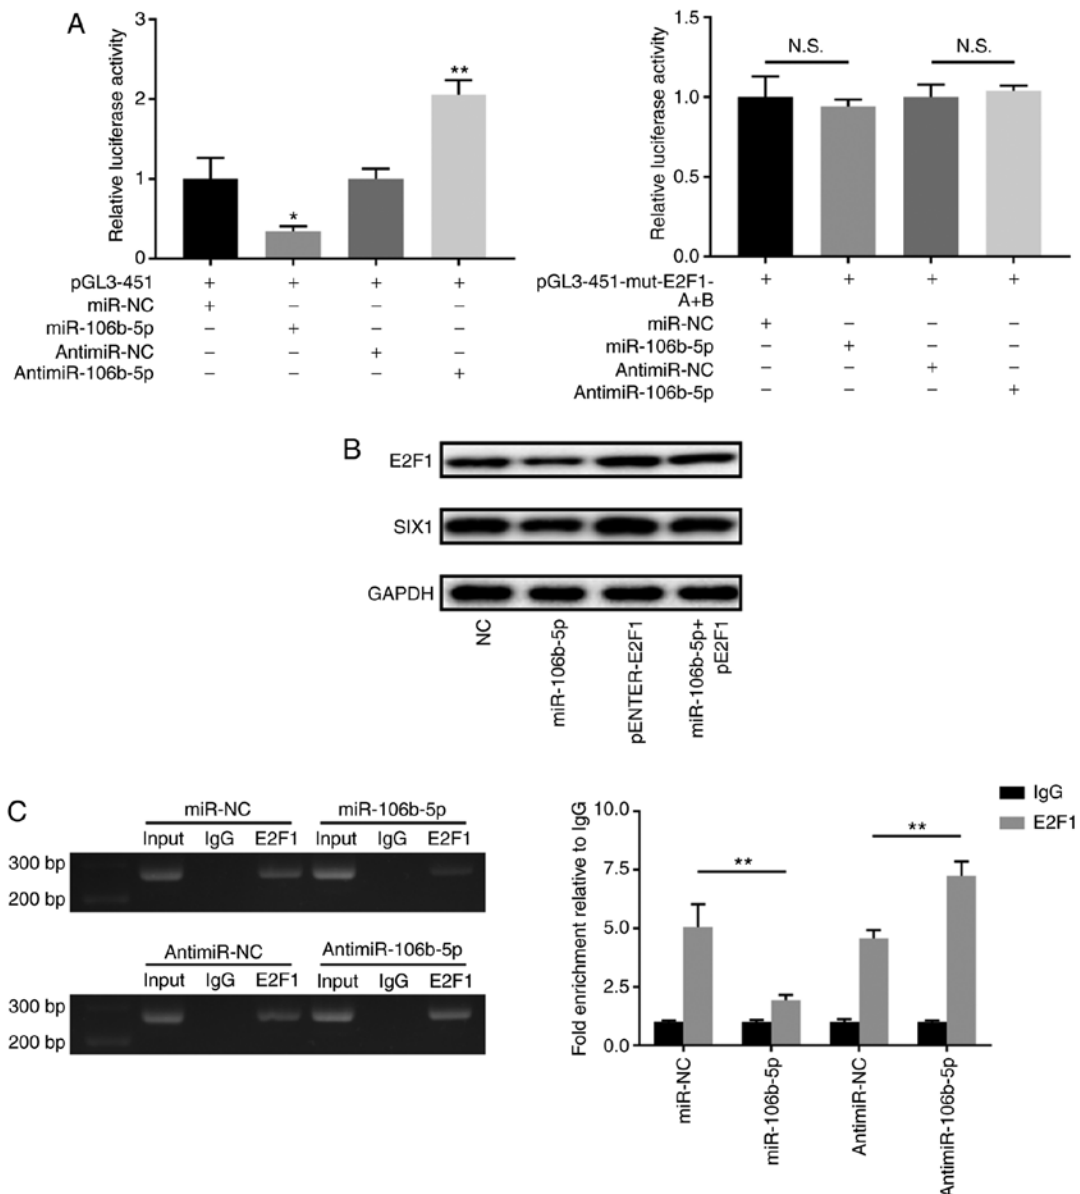 A
Relative luciferase activity
3
2
1
0
*
**
pGL3-451 + + + +
miR-NC + − − −
miR-106b-5p − + − −
AntimiR-NC − − + −
AntimiR-106b-5p − − − +
Relative luciferase activity
1.5
1.0
0.5
0.0
N.S. N.S.
pGL3-451-mut-E2F1- + + + +
A+B
miR-NC + − − −
miR-106b-5p − + − −
AntimiR-NC − − + −
AntimiR-106b-5p − − − +
B
E2F1
SIX1
GAPDH
NC
miR-106b-5p
pENTER-E2F1
miR-106b-5p+
pE2F1
C
miR-NC miR-106b-5p
Input IgG E2F1 Input IgG E2F1
300 bp
200 bp
AntimiR-NC AntimiR-106b-5p
Input IgG E2F1 Input IgG E2F1
300 bp
200 bp
Fold enrichment relative to IgG
10.0
7.5
5.0
2.5
0.0
**
**
IgG
E2F1
miR-NC
miR-106b-5p
AntimiR-NC
AntimiR-106b-5p